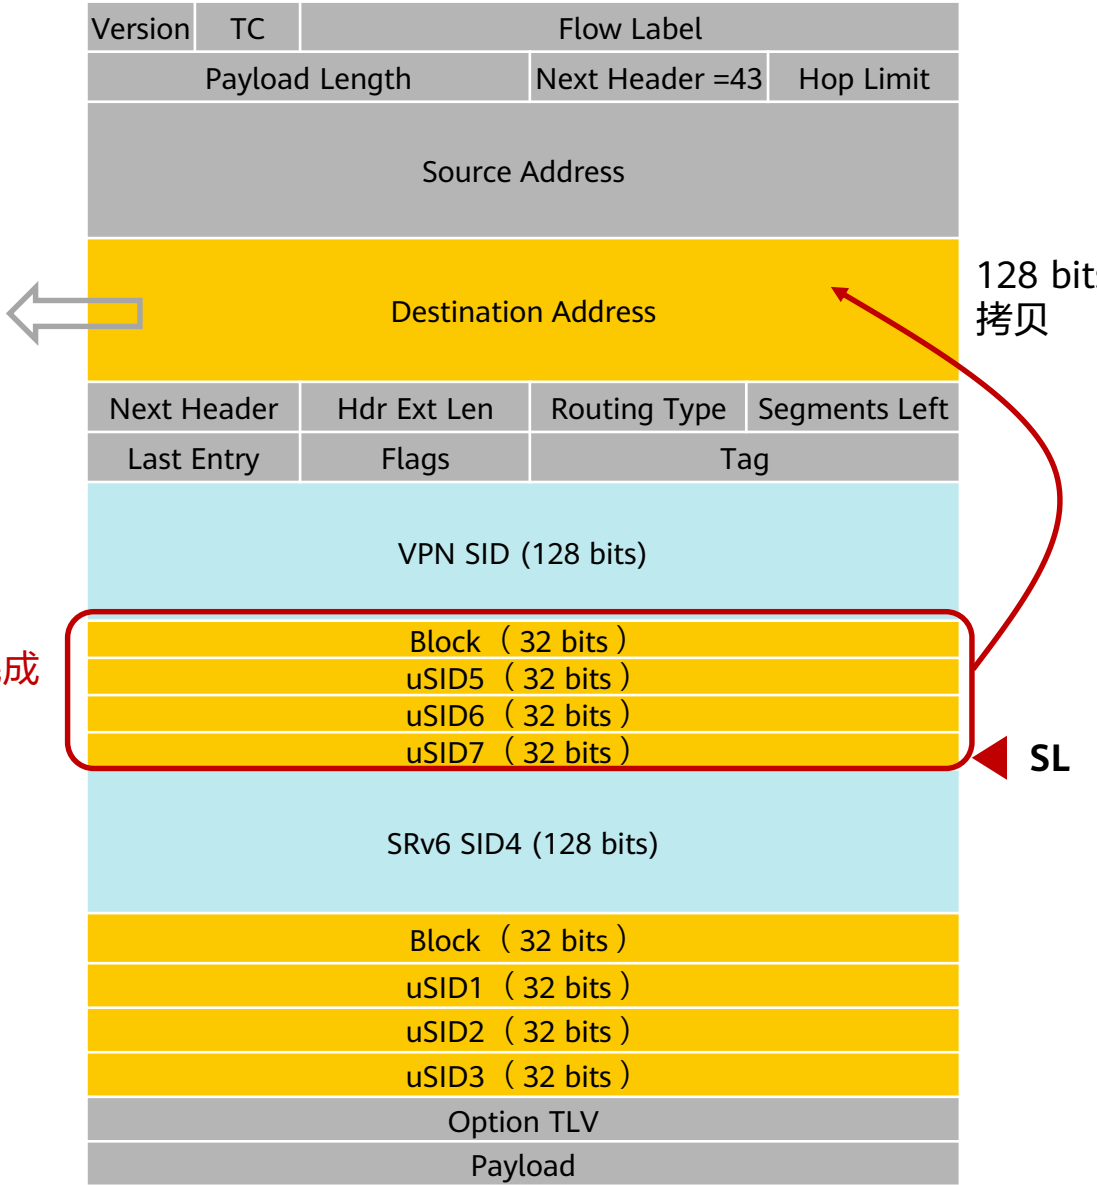 Version TC Flow Label
Payload Length Next Header =43 Hop Limit
Source Address
128 bits
拷贝
Destination Address
Next Header Hdr Ext Len Routing Type Segments Left
Last Entry Flags Tag
VPN SID (128 bits)
Block （ 32 bits ）
成
uSID5 （ 32 bits ）
uSID6 （ 32 bits ）
uSID7 （ 32 bits ）
SL
SRv6 SID4 (128 bits)
Block （ 32 bits ）
uSID1 （ 32 bits ）
uSID2 （ 32 bits ）
uSID3 （ 32 bits ）
Option TLV
Payload